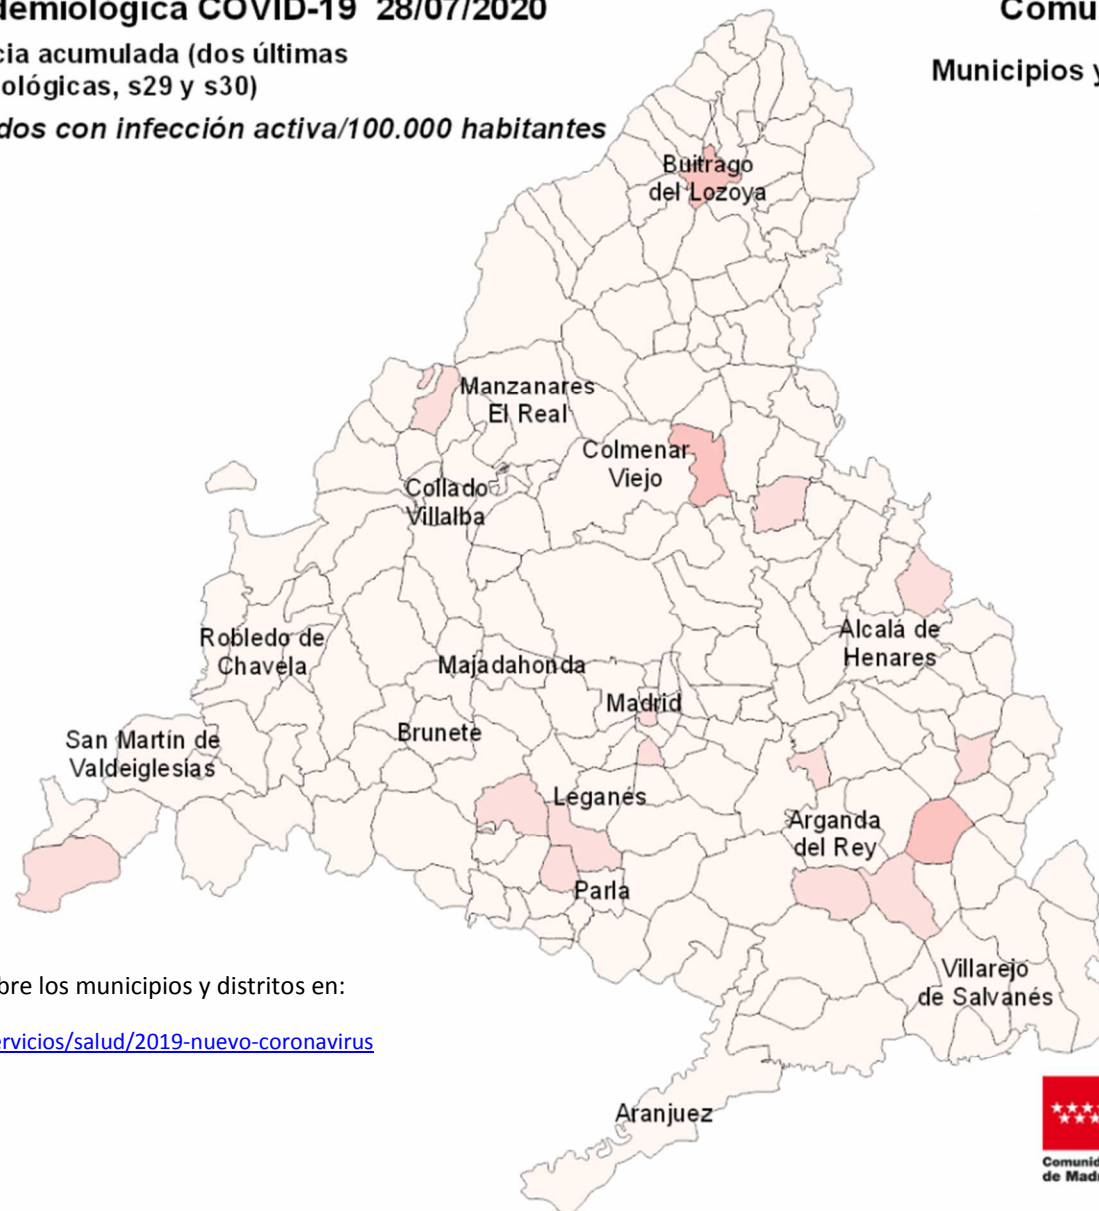 demiológica COVID-19 28/07/2020
cia acumulada (dos últimas
ológicas, s29 y s30)
dos con infección activa/100.000 habitantes
Comu
Municipios y
Buitrago
del Lozoya
Manzanares
El Real
Colmenar
Viejo
Collado
Villalba
Robledo de
Chavela
Majadahonda
Alcalá de
Henares
Madrid
Brunete
San Martín de
Valdeiglesias
Leganés
Arganda
del Rey
Parla
Villarejo
de Salvanés
bre los municipios y distritos en:
ervicios/salud/2019-nuevo-coronavirus
Aranjuez
Comunid
de Madr